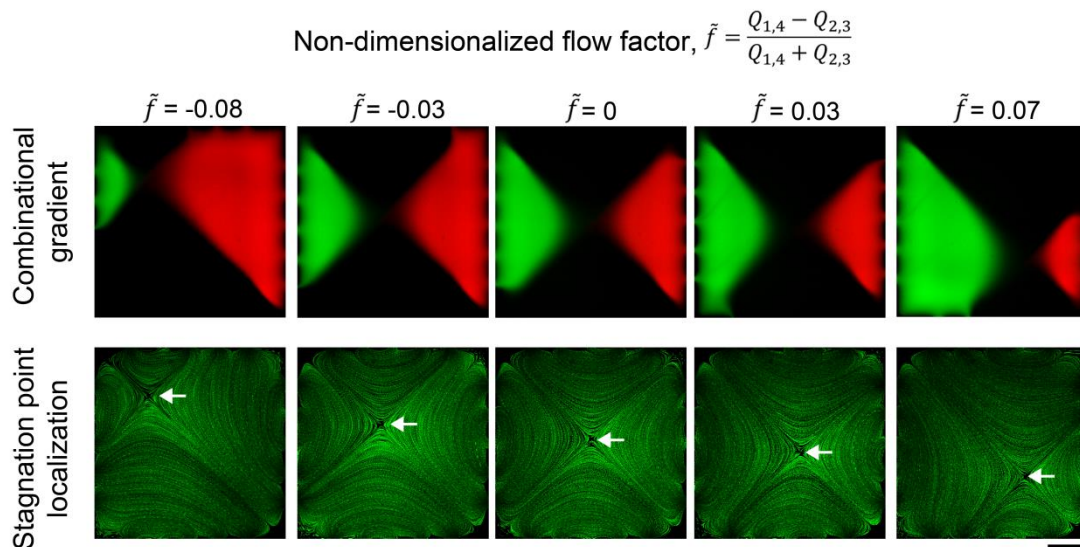 Non-dimensionalized flow factor, f̃ = (Q₁,₄ − Q₂,₃) / (Q₁,₄ + Q₂,₃)
f̃ = -0.08 f̃ = -0.03 f̃ = 0 f̃ = 0.03 f̃ = 0.07
Combinational
gradient
Stagnation point
localization